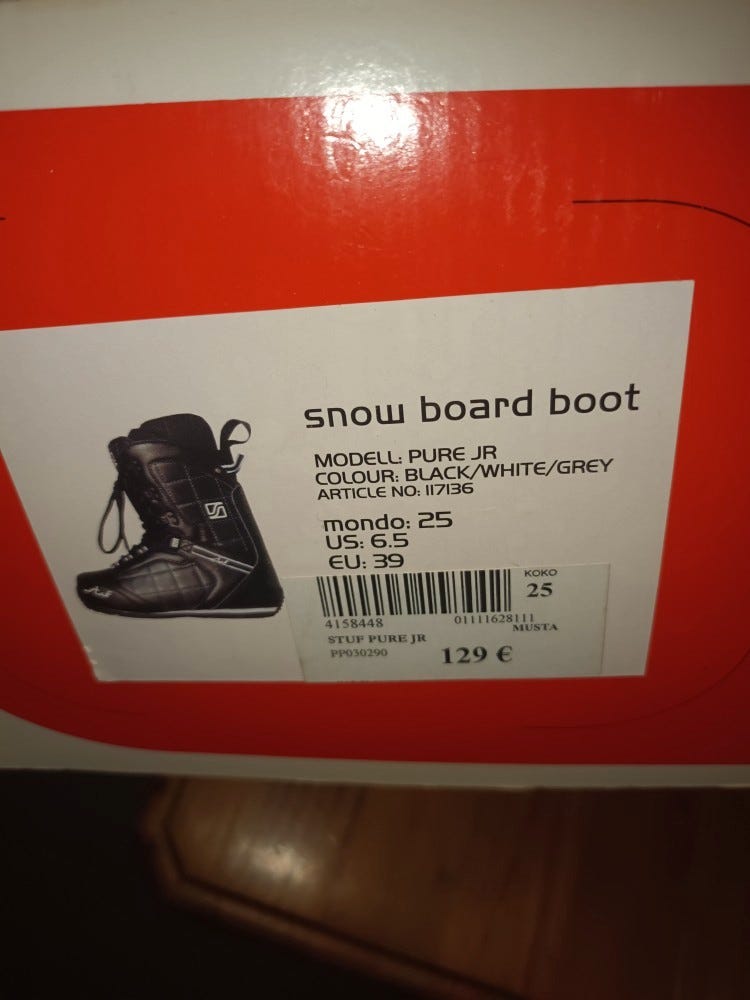 snow board boot
MODELL: PURE JR
COLOUR: BLACK/WHITE/GREY
ARTICLE NO: 117136
mondo: 25
US: 6.5
EU: 39
KOKO
25
4158448 01111628111
MUSTA
STUF PURE JR
PP030290
129 €